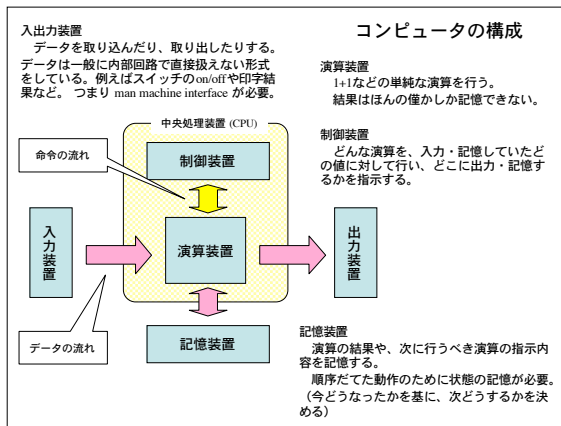 コンピュータの構成
入出力装置
データを取り込んだり、取り出したりする。
データは一般に内部回路で直接扱えない形式
をしている。例えばスイッチのon/offや印字結
果など。 つまり man machine interface が必要。
演算装置
1+1などの単純な演算を行う。
結果はほんの僅かしか記憶できない。
制御装置
どんな演算を、入力・記憶していたど
の値に対して行い、どこに出力・記憶す
るかを指示する。
中央処理装置 (CPU)
命令の流れ
制御装置
入力装置
演算装置
出力装置
データの流れ
記憶装置
記憶装置
演算の結果や、次に行うべき演算の指示内
容を記憶する。
順序だてた動作のために状態の記憶が必要。
（今どうなったかを基に、次どうするかを決
める）